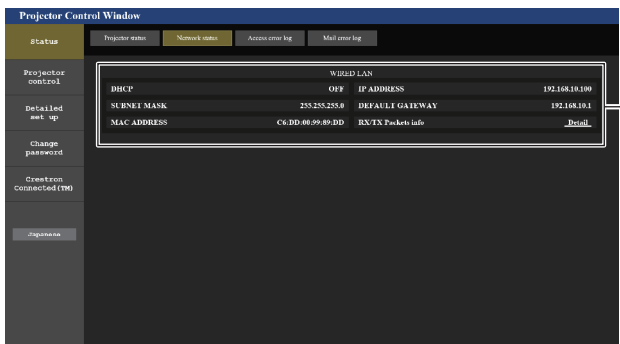 Projector Control Window
Status
Projector status
Network status
Access error log
Mail error log
Projector
control
Detailed
set up
Change
password
Crestron
Connected(TM)
Japanese
WIRED LAN
DHCP OFF IP ADDRESS 192.168.10.100
SUBNET MASK 255.255.255.0 DEFAULT GATEWAY 192.168.10.1
MAC ADDRESS C6:DD:00:99:89:DD RX/TX Packets info Detail